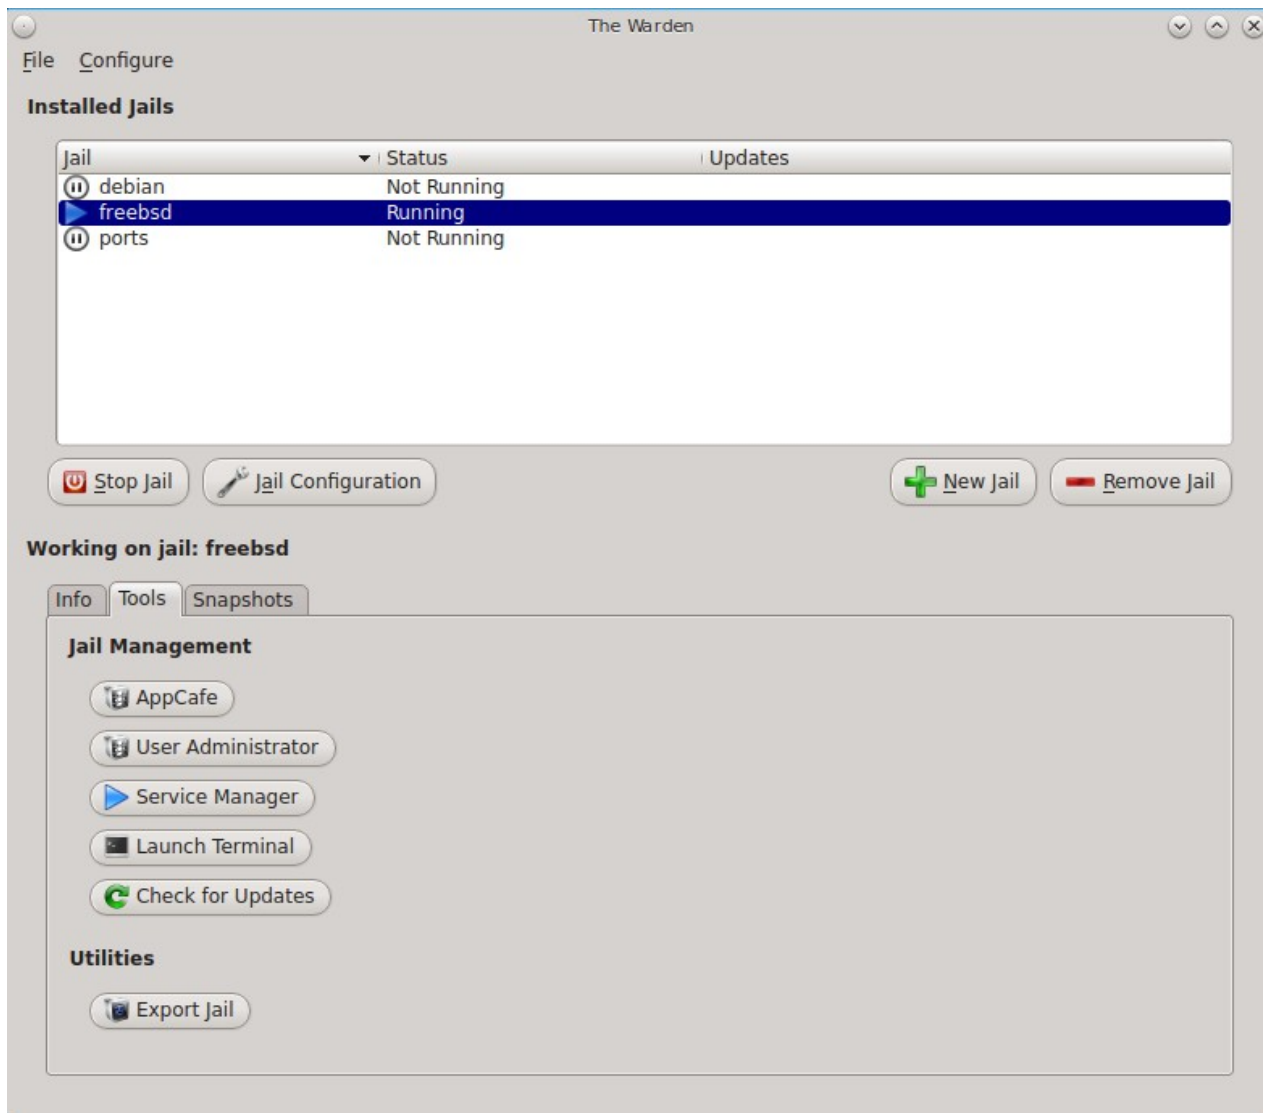 The Warden
File Configure
Installed Jails
Jail Status Updates
debian Not Running
freebsd Running
ports Not Running
Stop Jail Jail Configuration New Jail Remove Jail
Working on jail: freebsd
Info Tools Snapshots
Jail Management
AppCafe
User Administrator
Service Manager
Launch Terminal
Check for Updates
Utilities
Export Jail